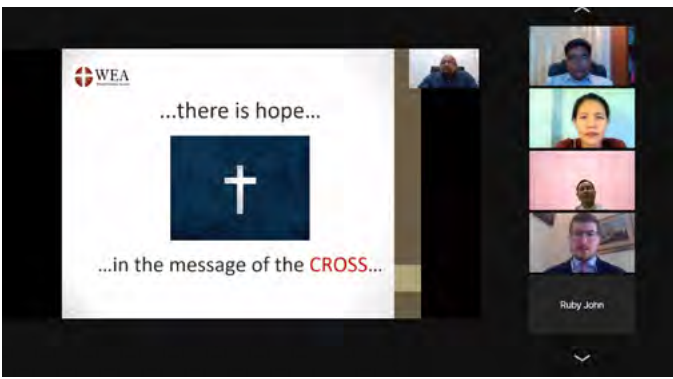 WEA
...there is hope...
...in the message of the CROSS...
Ruby John